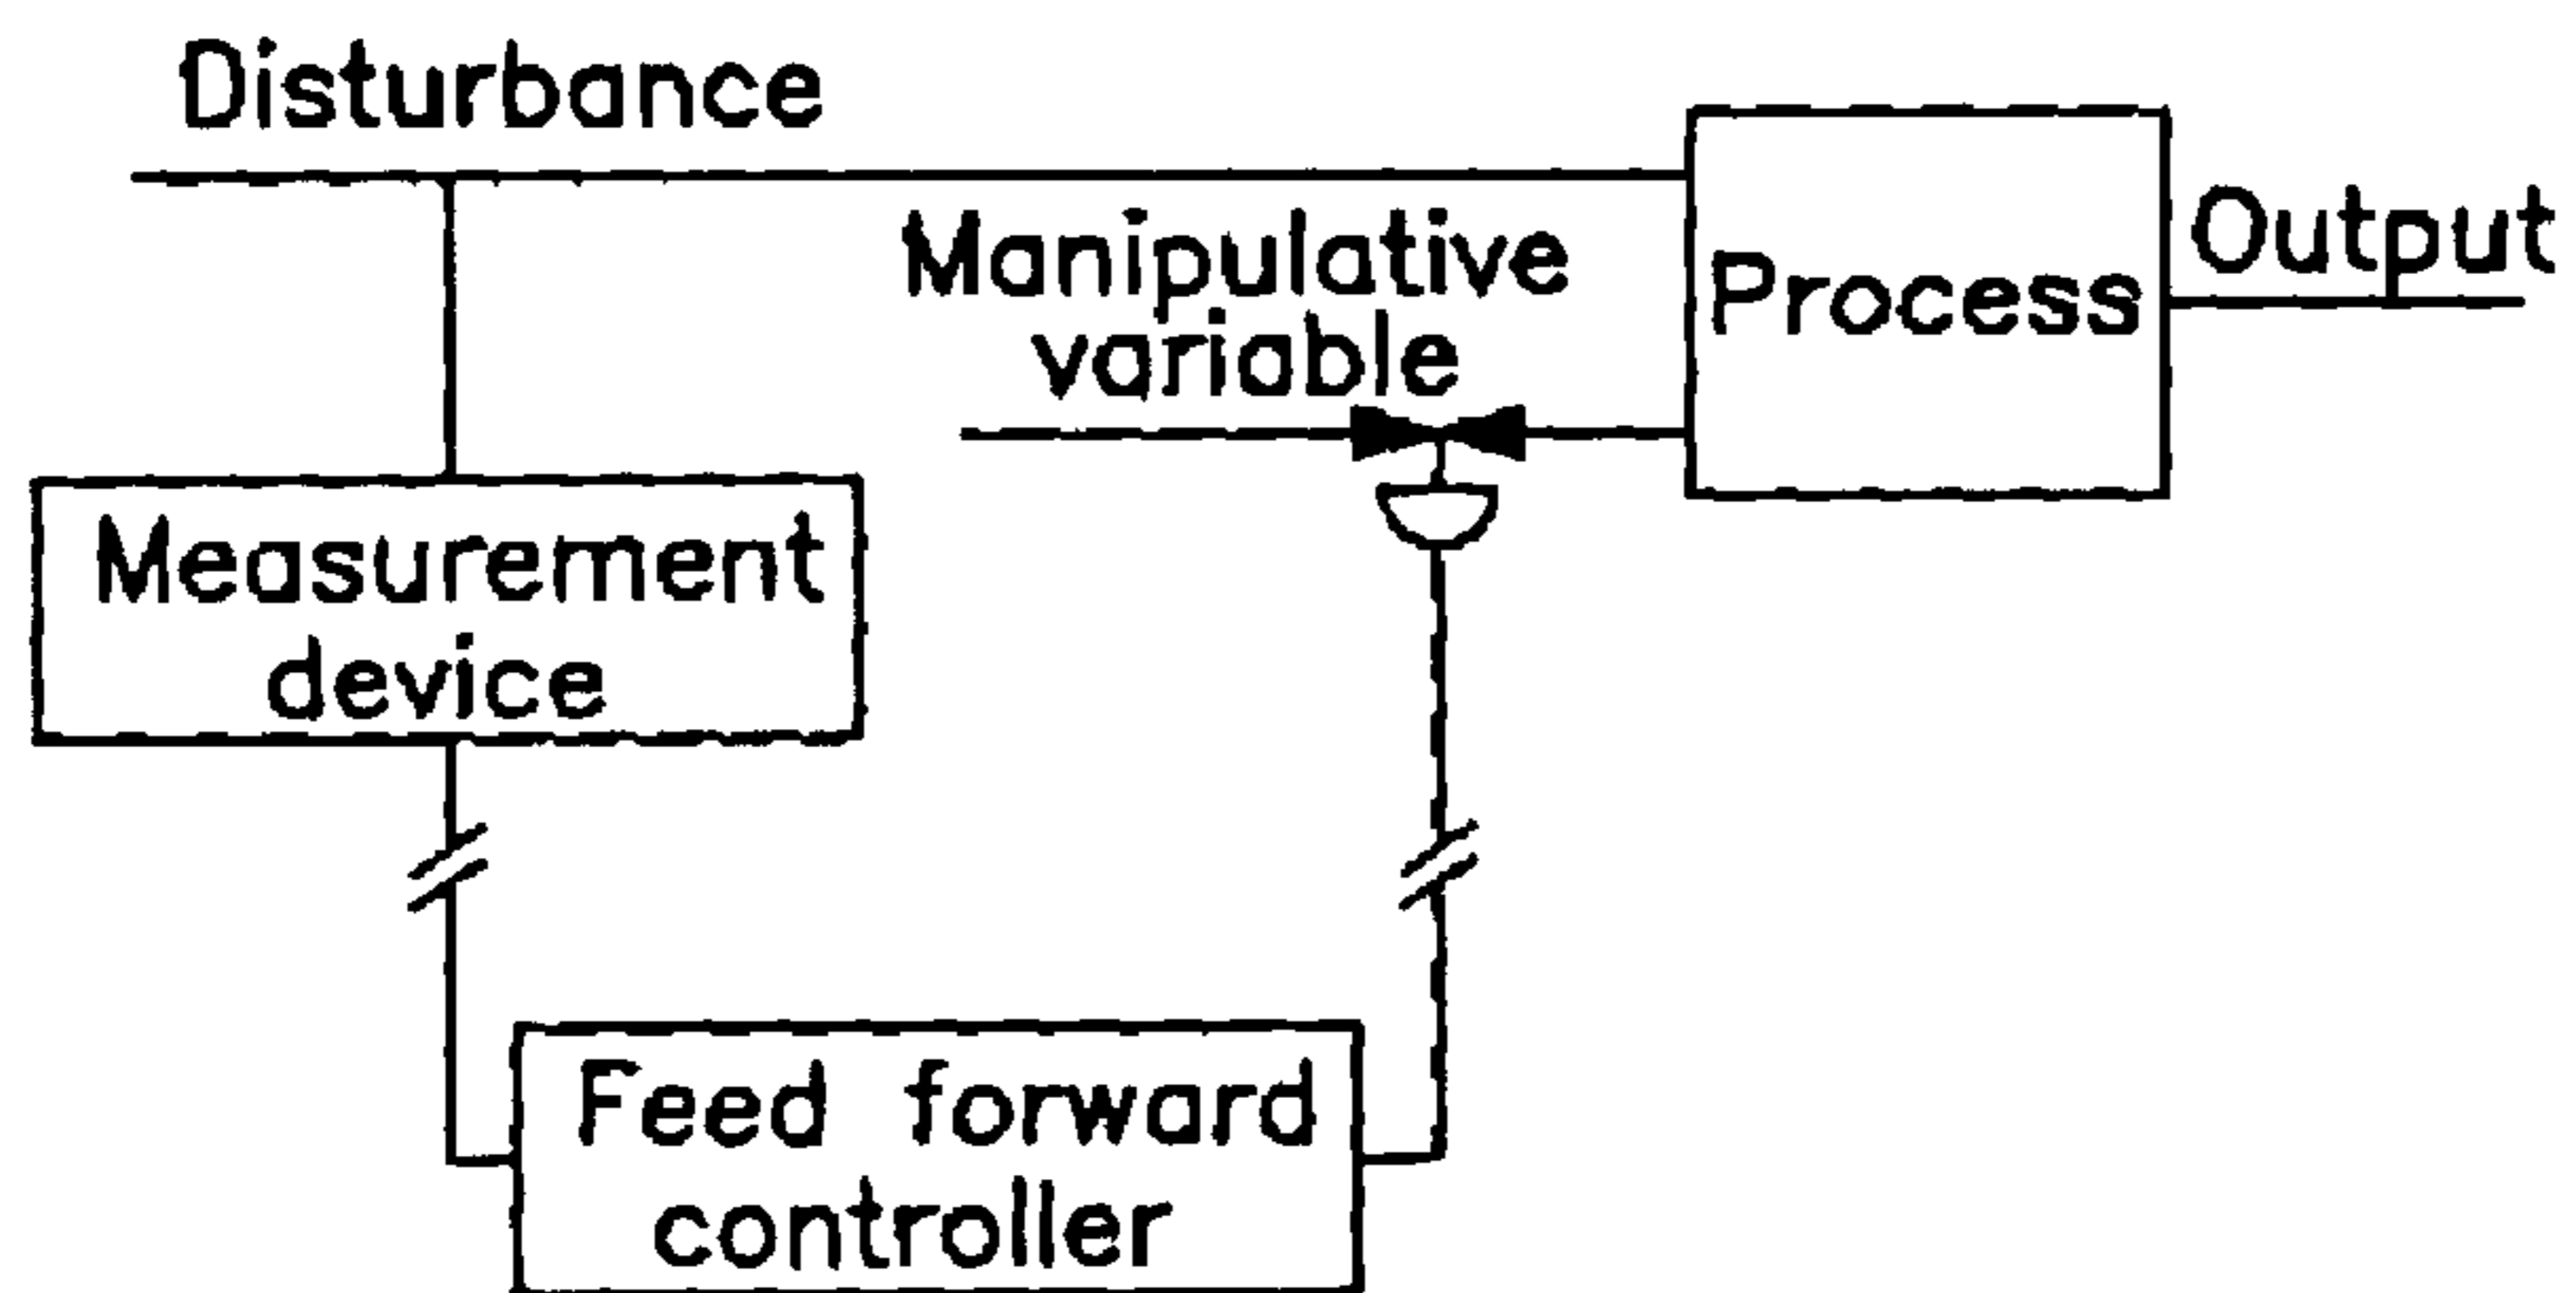 Disturbance
Manipulative
variable
Process
Output
Measurement
device
Feed forward
controller